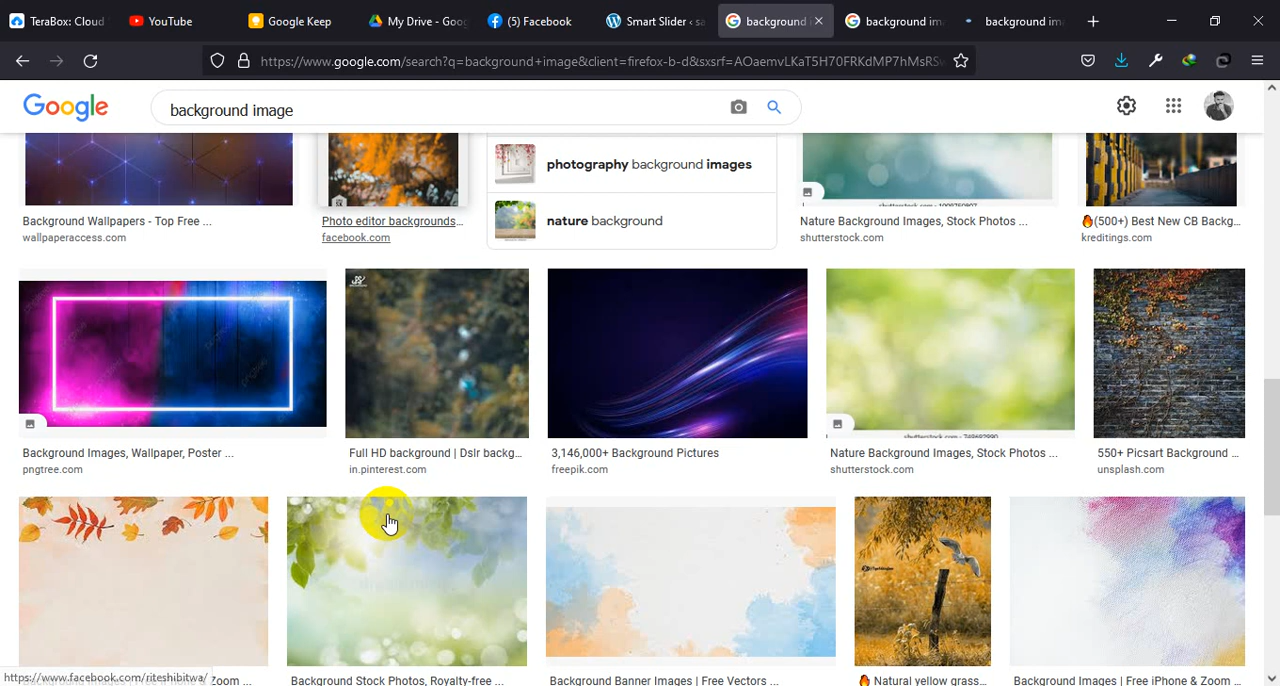 TeraBox: Cloud
YouTube
Google Keep
My Drive - Goog
(5) Facebook
Smart Slider ‹ sa
background i
background im
background im
https://www.google.com/search?q=background+image&client=firefox-b-d&sxsrf=AOaemvLKaT5H70FRKdMP7hMsRSw
Google
background image
photography background images
nature background
Background Wallpapers - Top Free ...
wallpaperaccess.com
Photo editor backgrounds...
facebook.com
Nature Background Images, Stock Photos ...
shutterstock.com
🔥(500+) Best New CB Backg...
kreditings.com
Background Images, Wallpaper, Poster ...
pngtree.com
Full HD background | Dslr backg...
in.pinterest.com
3,146,000+ Background Pictures
freepik.com
Nature Background Images, Stock Photos ...
shutterstock.com
550+ Picsart Background ...
unsplash.com
https://www.facebook.com/riteshibitwa/
Zoom ...
Background Stock Photos, Royalty-free ...
Background Banner Images | Free Vectors ...
🔥 Natural yellow grass...
Background Images | Free iPhone & Zoom ...